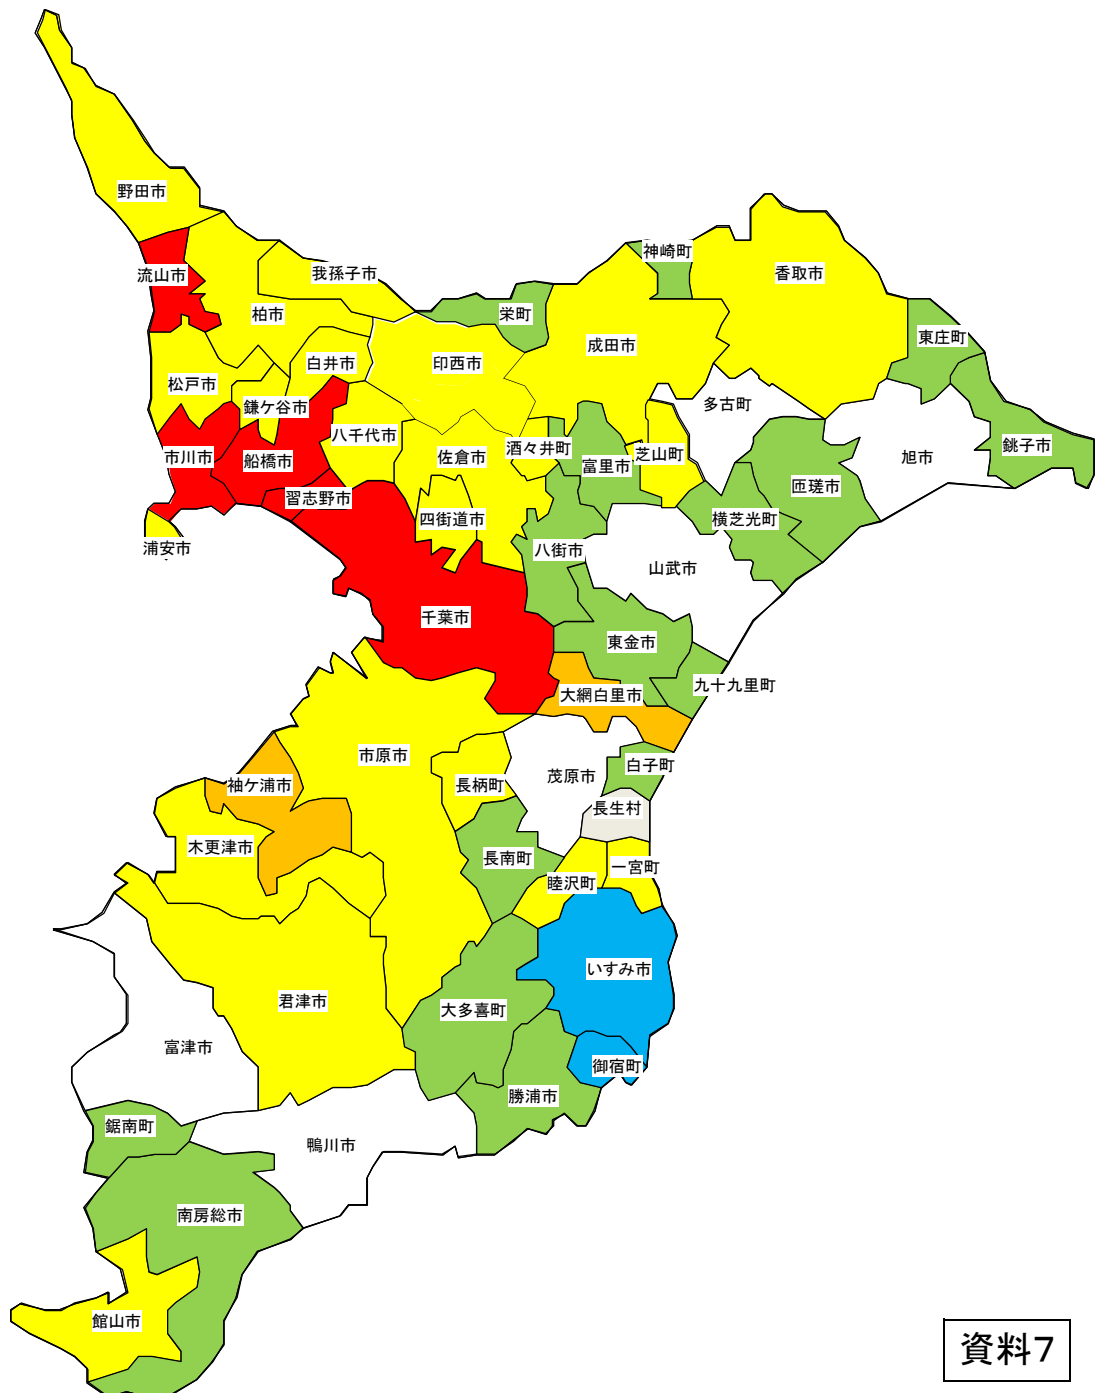 野田市
流山市
我孫子市
柏市
神崎町
香取市
栄町
東庄町
成田市
印西市
白井市
松戸市
鎌ケ谷市
多古町
八千代市
市川市
船橋市
佐倉市
酒々井町
富里市
芝山町
旭市
銚子市
習志野市
四街道市
匝瑳市
横芝光町
浦安市
八街市
山武市
千葉市
東金市
九十九里町
大網白里市
市原市
袖ケ浦市
長柄町
茂原市
白子町
長生村
木更津市
長南町
睦沢町
一宮町
いすみ市
君津市
大多喜町
富津市
御宿町
勝浦市
鋸南町
鴨川市
南房総市
館山市
資料7